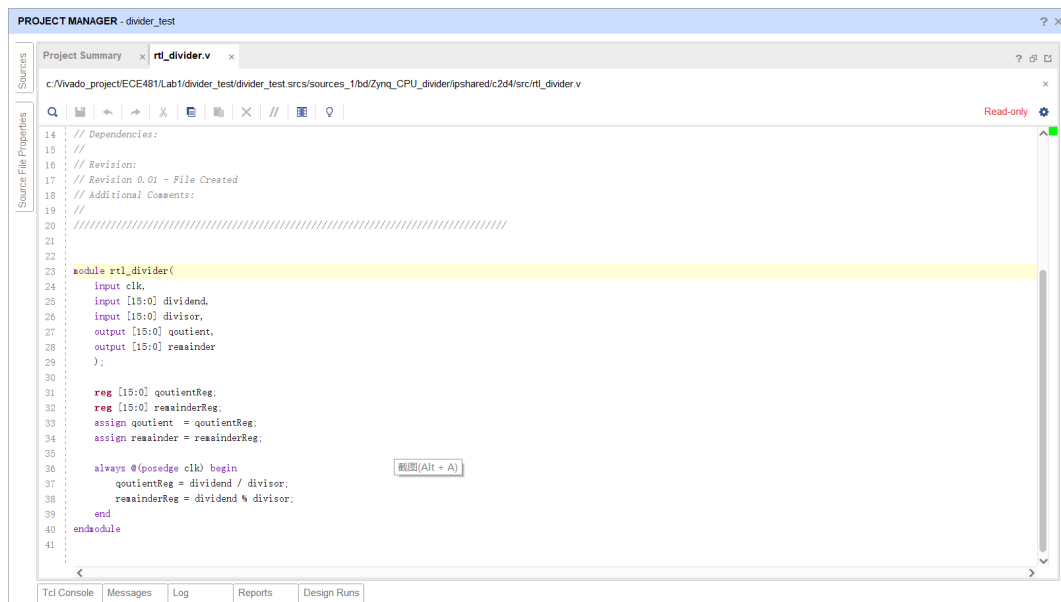 PROJECT MANAGER - divider_test
? ×
Sources
Source File Properties
Project Summary × rtl_divider.v ×
?
c:/Vivado_project/ECE481/Lab1/divider_test/divider_test.srcs/sources_1/bd/Zynq_CPU_divider/ipshared/c2d4/src/rtl_divider.v ×
Read-only
14 // Dependencies:
15 //
16 // Revision:
17 // Revision 0.01 - File Created
18 // Additional Comments:
19 //
20 //////////////////////////////////////////////////////////////////////////////////
21
22
23 module rtl_divider(
24 input clk,
25 input [15:0] dividend,
26 input [15:0] divisor,
27 output [15:0] qoutient,
28 output [15:0] remainder
29 );
30
31 reg [15:0] qoutientReg;
32 reg [15:0] remainderReg;
33 assign qoutient = qoutientReg;
34 assign remainder = remainderReg;
35
36 always @(posedge clk) begin
37 qoutientReg = dividend / divisor;
38 remainderReg = dividend % divisor;
39 end
40 endmodule
41
截图(Alt + A)
Tcl Console Messages Log Reports Design Runs